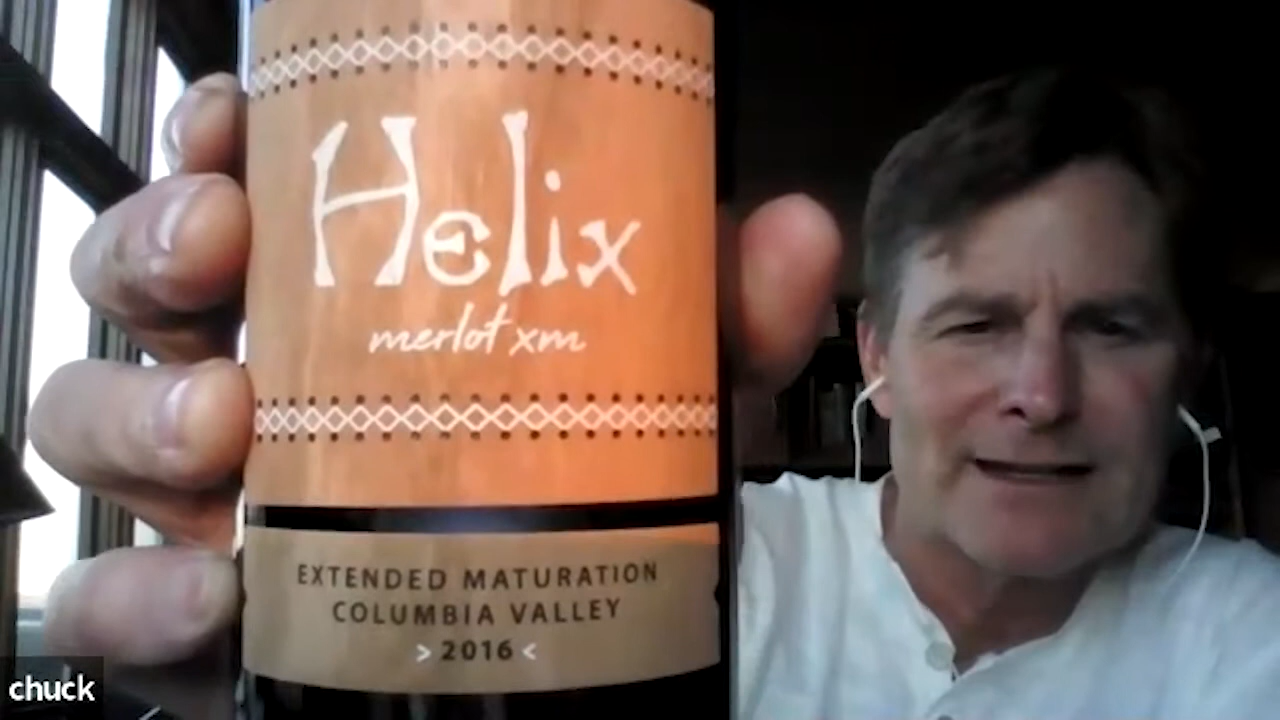 Helix
merlot xm
EXTENDED MATURATION
COLUMBIA VALLEY
>2016<
chuck